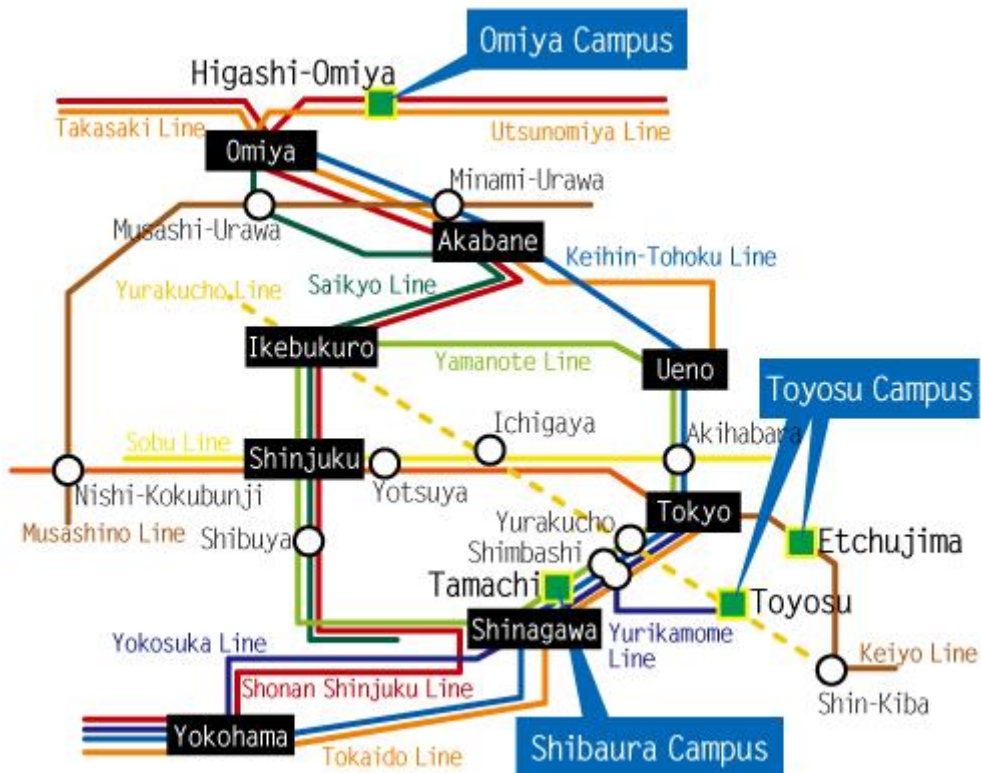 Omiya Campus
Higashi-Omiya
Takasaki Line
Utsunomiya Line
Omiya
Minami-Urawa
Musashi-Urawa
Akabane
Keihin-Tohoku Line
Saikyo Line
Yurakucho Line
Ikebukuro
Yamanote Line
Ueno
Toyosu Campus
Ichigaya
Akihabara
Sobu Line
Shinjuku
Yotsuya
Nishi-Kokubunji
Tokyo
Musashino Line
Shibuya
Yurakucho
Shimbashi
Etchujima
Tamachi
Toyosu
Shinagawa
Yurikamome
Line
Yokosuka Line
Keiyo Line
Shonan Shinjuku Line
Shin-Kiba
Yokohama
Tokaido Line
Shibaura Campus